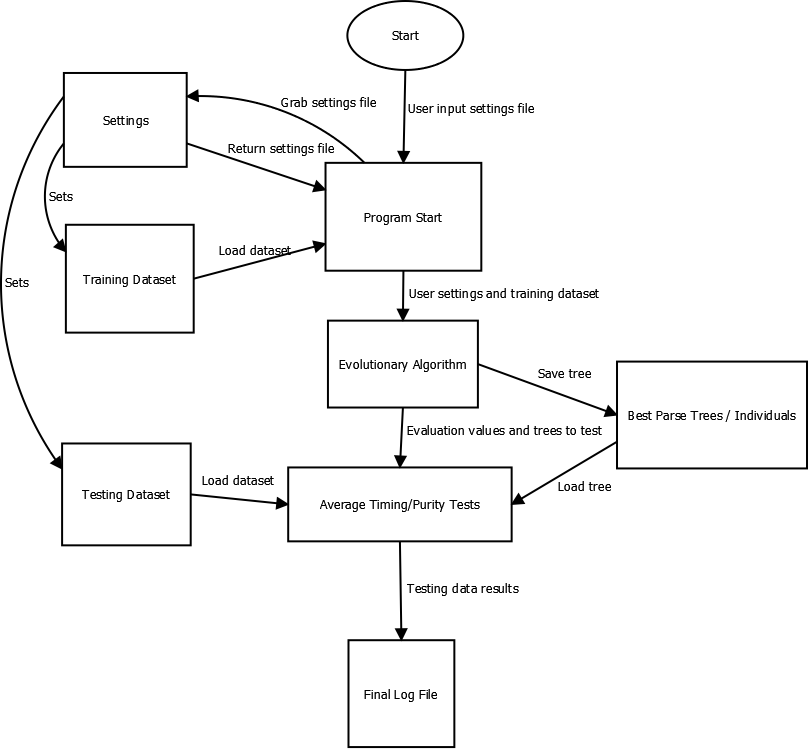 Start
Grab settings file
User input settings file
Settings
Return settings file
Sets
Program Start
Load dataset
Training Dataset
Sets
User settings and training dataset
Evolutionary Algorithm
Save tree
Best Parse Trees / Individuals
Evaluation values and trees to test
Load dataset
Load tree
Testing Dataset
Average Timing/Purity Tests
Testing data results
Final Log File